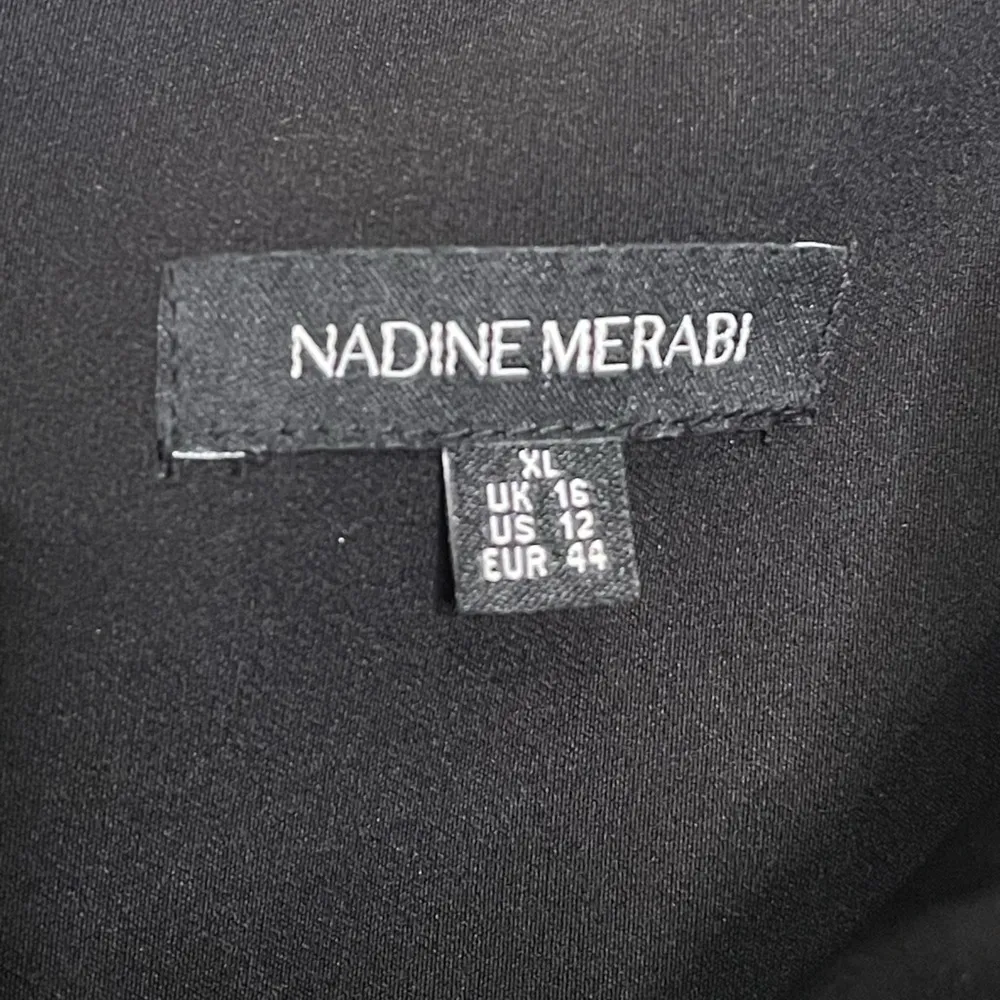 NADINE MERABI
XL
UK 16
US 12
EUR 44